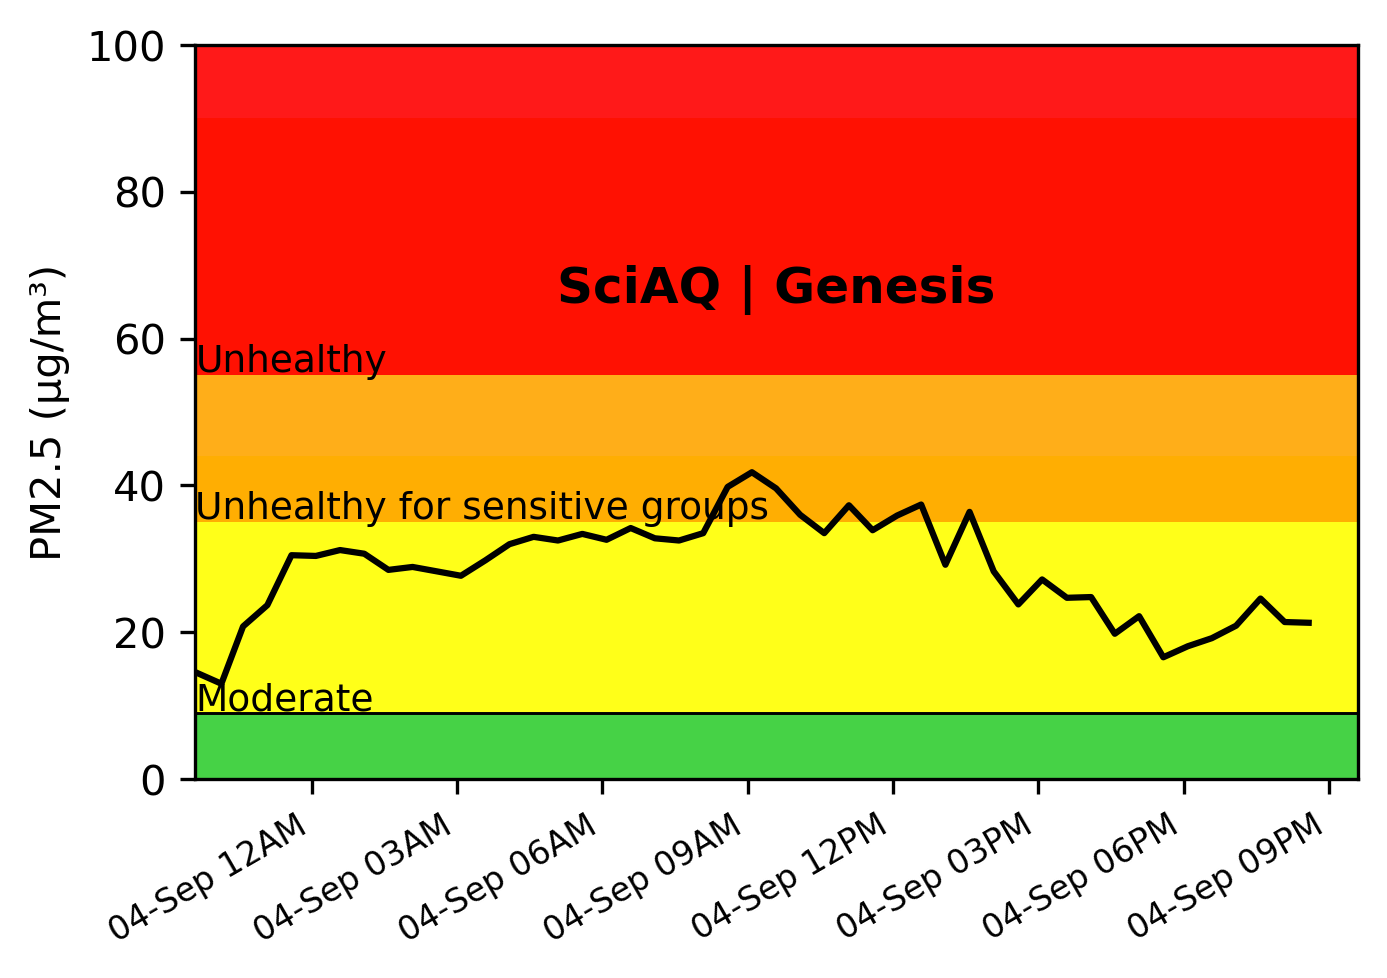 100
80
60
40
20
0
PM2.5 (µg/m³)
SciAQ | Genesis
Unhealthy
Unhealthy for sensitive groups
Moderate
04-Sep 12AM
04-Sep 03AM
04-Sep 06AM
04-Sep 09AM
04-Sep 12PM
04-Sep 03PM
04-Sep 06PM
04-Sep 09PM